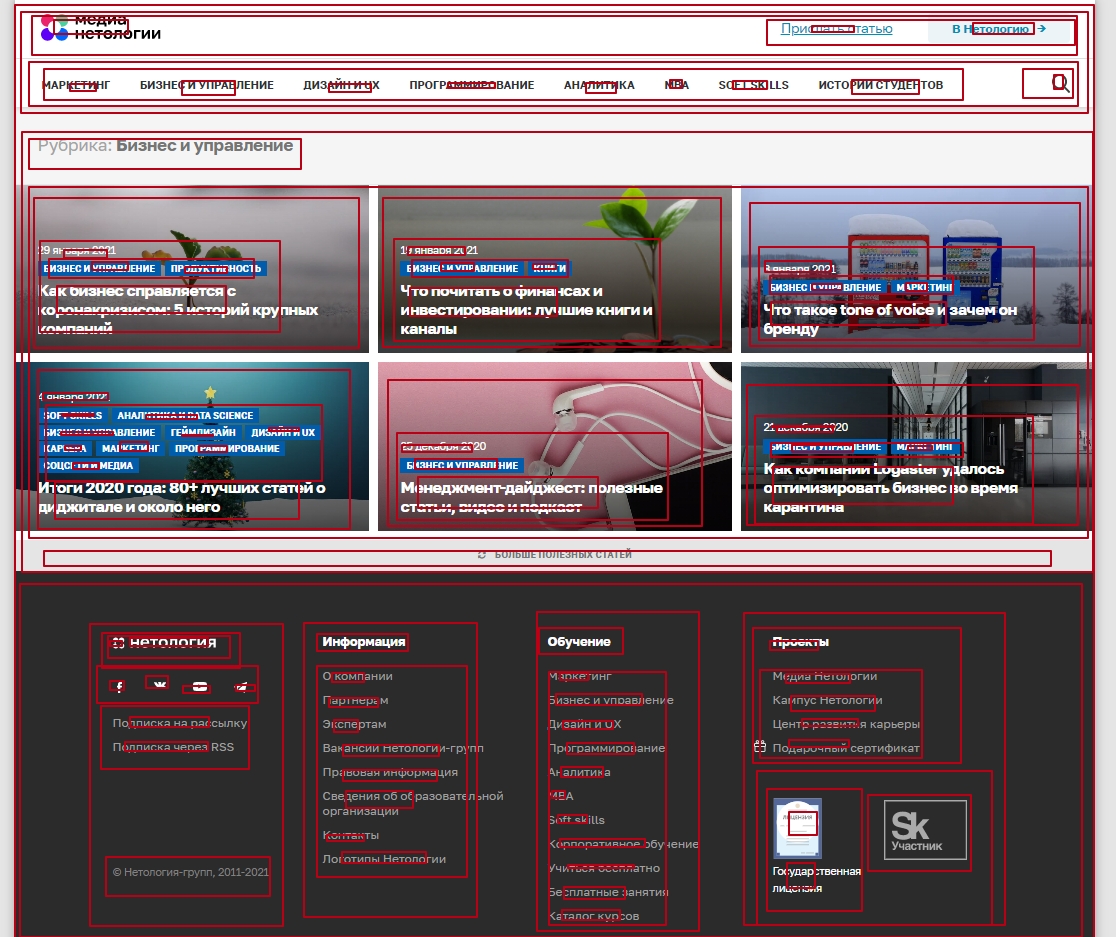 медиа
нетологии
Прислать статью
В Нетологию →
МАРКЕТИНГ
БИЗНЕС И УПРАВЛЕНИЕ
ДИЗАЙН И UX
ПРОГРАММИРОВАНИЕ
АНАЛИТИКА
MBA
SOFT SKILLS
ИСТОРИИ СТУДЕНТОВ
Рубрика: Бизнес и управление
29 января 2021
БИЗНЕС И УПРАВЛЕНИЕ ПРОДУКТИВНОСТЬ
Как бизнес справляется с
коронакризисом: 5 историй крупных
компаний
19 января 2021
БИЗНЕС И УПРАВЛЕНИЕ КНИГИ
Что почитать о финансах и
инвестировании: лучшие книги и
каналы
8 января 2021
БИЗНЕС И УПРАВЛЕНИЕ МАРКЕТИНГ
Что такое tone of voice и зачем он
бренду
4 января 2021
SOFT SKILLS АНАЛИТИКА И DATA SCIENCE
БИЗНЕС И УПРАВЛЕНИЕ ГЕЙМДИЗАЙН ДИЗАЙН И UX
КАРЬЕРА МАРКЕТИНГ ПРОГРАММИРОВАНИЕ
СОЦСЕТИ И МЕДИА
Итоги 2020 года: 80+ лучших статей о
диджитале и около него
25 декабря 2020
БИЗНЕС И УПРАВЛЕНИЕ
Менеджмент-дайджест: полезные
статьи, видео и подкаст
21 декабря 2020
БИЗНЕС И УПРАВЛЕНИЕ МАРКЕТИНГ
Как компании Logaster удалось
оптимизировать бизнес во время
карантина
БОЛЬШЕ ПОЛЕЗНЫХ СТАТЕЙ
нетология
Подписка на рассылку
Подписка через RSS
© Нетология-групп, 2011-2021
Информация
О компании
Партнерам
Экспертам
Вакансии Нетологии-групп
Правовая информация
Сведения об образовательной
организации
Контакты
Логотипы Нетологии
Обучение
Маркетинг
Бизнес и управление
Дизайн и UX
Программирование
Аналитика
MBA
Soft skills
Корпоративное обучение
Учиться бесплатно
Бесплатные занятия
Каталог курсов
Проекты
Медиа Нетологии
Кампус Нетологии
Центр развития карьеры
Подарочный сертификат
ЛИЦЕНЗИЯ
Государственная
лицензия
Sk
Участник